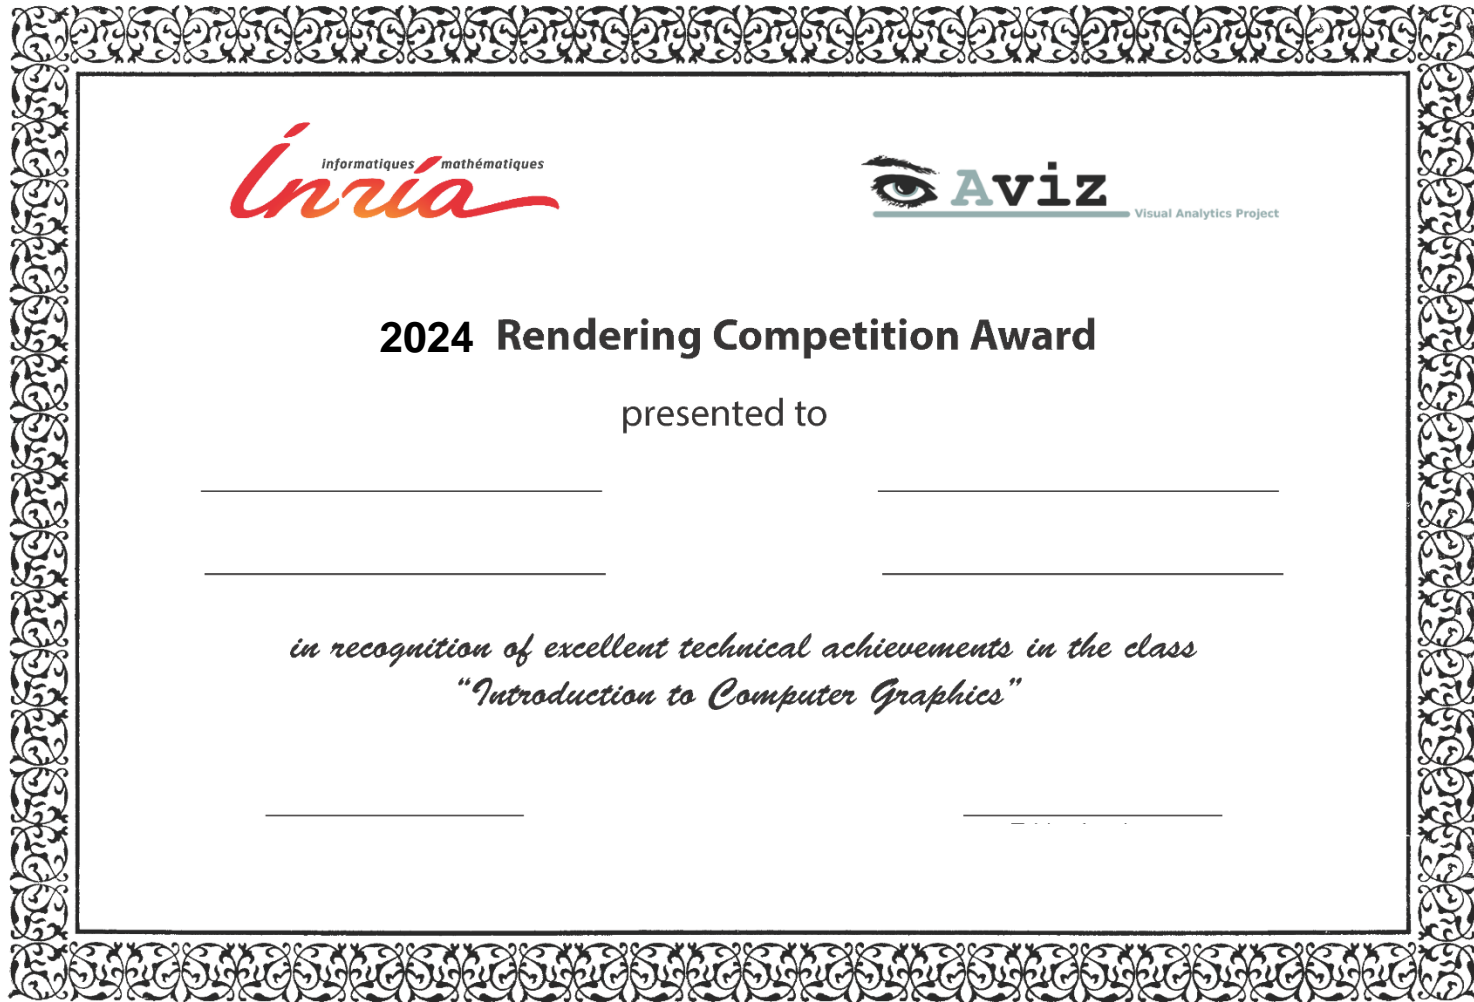 informatiques mathématiques
inria
Aviz
Visual Analytics Project
2024 Rendering Competition Award
presented to
in recognition of excellent technical achievements in the class
“Introduction to Computer Graphics”